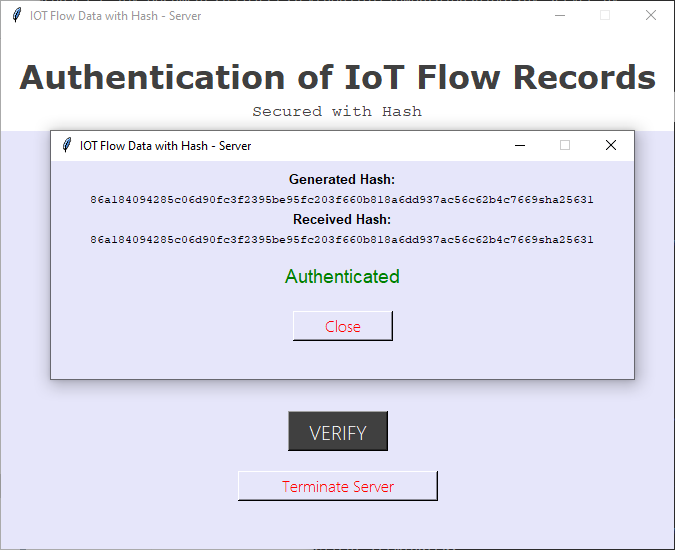 IOT Flow Data with Hash - Server
Authentication of IoT Flow Records
Secured with Hash
IOT Flow Data with Hash - Server
Generated Hash:
86a184094285c06d90fc3f2395be95fc203f660b818a6dd937ac56c62b4c7669sha25631
Received Hash:
86a184094285c06d90fc3f2395be95fc203f660b818a6dd937ac56c62b4c7669sha25631
Authenticated
Close
VERIFY
Terminate Server